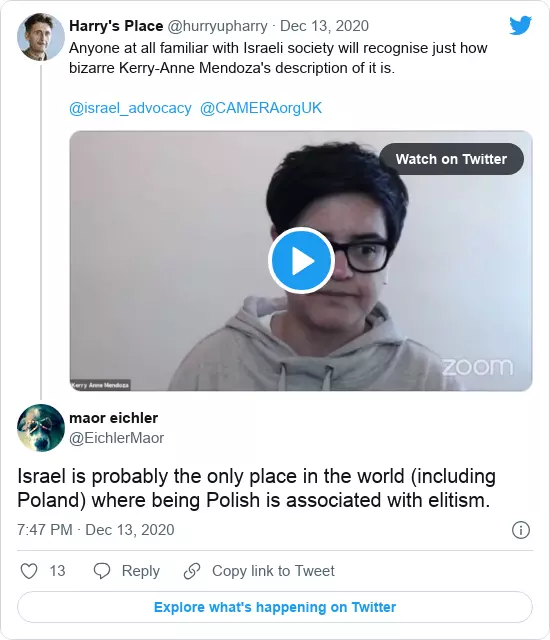 Harry's Place @hurryupharry · Dec 13, 2020
Anyone at all familiar with Israeli society will recognise just how
bizarre Kerry-Anne Mendoza's description of it is.
@israel_advocacy @CAMERAorgUK
Watch on Twitter
zoom
Kerry Anne Mendoza
maor eichler
@EichlerMaor
Israel is probably the only place in the world (including
Poland) where being Polish is associated with elitism.
7:47 PM · Dec 13, 2020
13 Reply Copy link to Tweet
Explore what's happening on Twitter